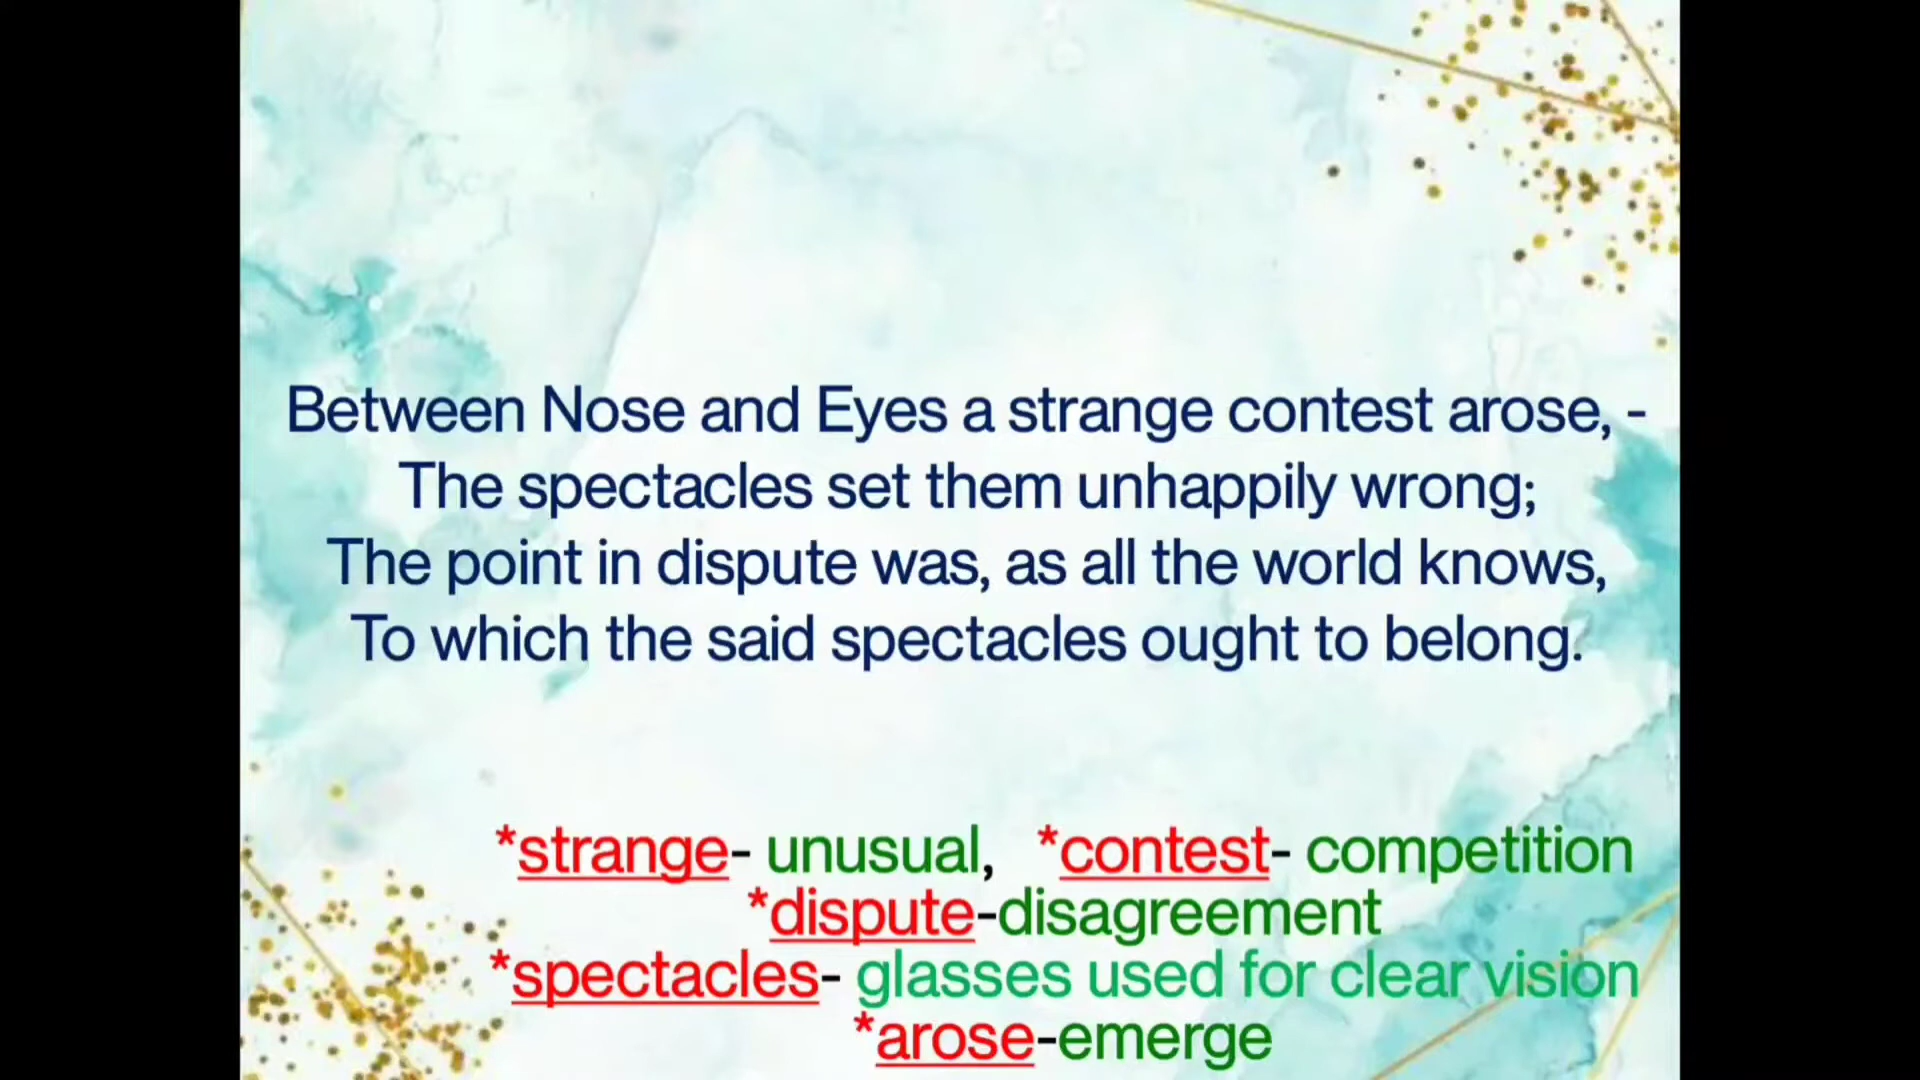 Between Nose and Eyes a strange contest arose, -
The spectacles set them unhappily wrong;
The point in dispute was, as all the world knows,
To which the said spectacles ought to belong.
*strange- unusual, *contest- competition
*dispute-disagreement
*spectacles- glasses used for clear vision
*arose-emerge